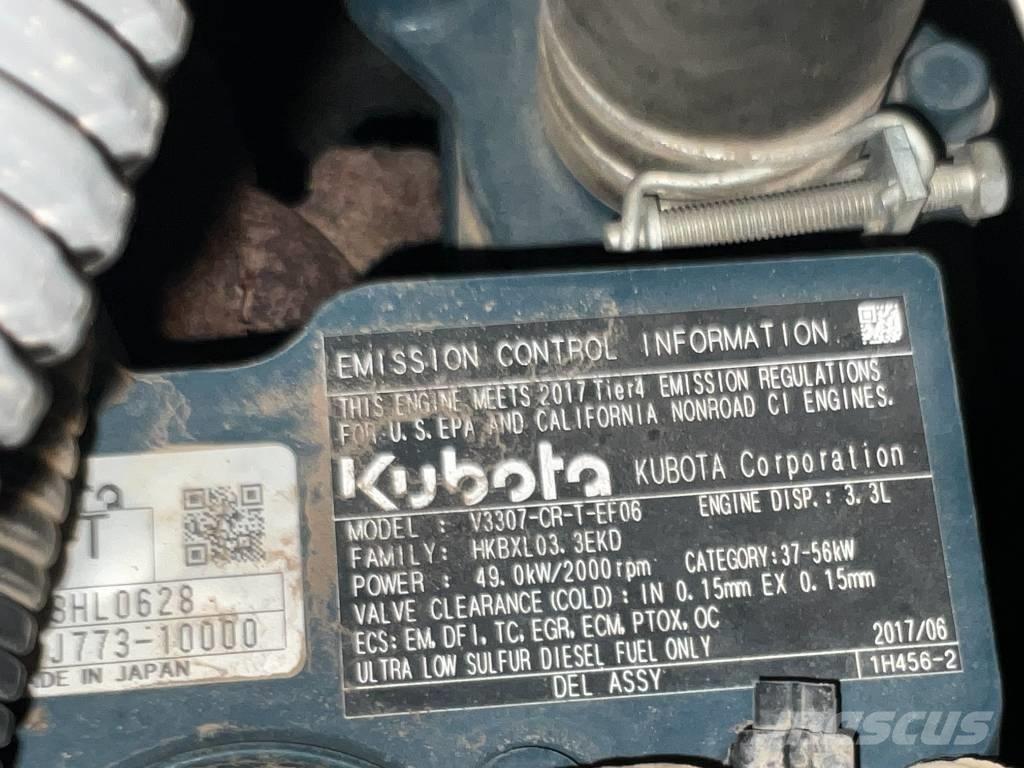 EMISSION CONTROL INFORMATION
THIS ENGINE MEETS 2017 Tier4 EMISSION REGULATIONS
FOR U.S. EPA AND CALIFORNIA NONROAD CI ENGINES.
Kubota KUBOTA Corporation
MODEL : V3307-CR-T-EF06 ENGINE DISP.: 3.3L
FAMILY: HKBXL03.3EKD
POWER : 49.0kW/2000rpm CATEGORY:37-56kW
VALVE CLEARANCE(COLD): IN 0.15mm EX 0.15mm
ECS: EM, DFI, TC, EGR, ECM, PTOX, OC
ULTRA LOW SULFUR DIESEL FUEL ONLY 2017/06
DEL ASSY 1H456-2
T
HL0628
J773-10000
DE IN JAPAN
MASCUS